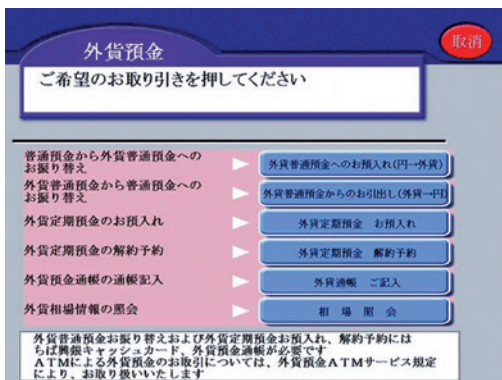 外貨預金
取消
ご希望のお取り引きを押してください
普通預金から外貨普通預金への
お振り替え
外貨普通預金へのお預入れ(円→外貨)
外貨普通預金から普通預金への
お振り替え
外貨普通預金からのお引出し(外貨→円)
外貨定期預金のお預入れ
外貨定期預金 お預入れ
外貨定期預金の解約予約
外貨定期預金 解約予約
外貨預金通帳の通帳記入
外貨通帳 ご記入
外貨相場情報の照会
相場照会
外貨普通預金お振り替えおよび外貨定期預金お預入れ、解約予約には
ちば興銀キャッシュカード、外貨預金通帳が必要です
ATMによる外貨預金のお取引については、外貨預金ATMサービス規定
により、お取り扱いいたします